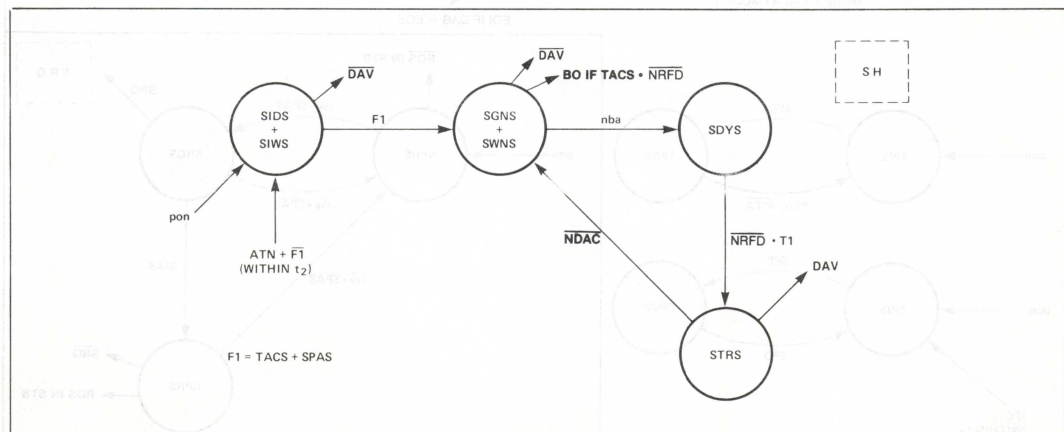 S H
DAV
DAV
BO IF TACS • NRFD
SIDS
+
SIWS
F1
SGNS
+
SWNS
nba
SDYS
pon
ATN + F1
(WITHIN t2)
NDAC
NRFD • T1
DAV
F1 = TACS + SPAS
STRS